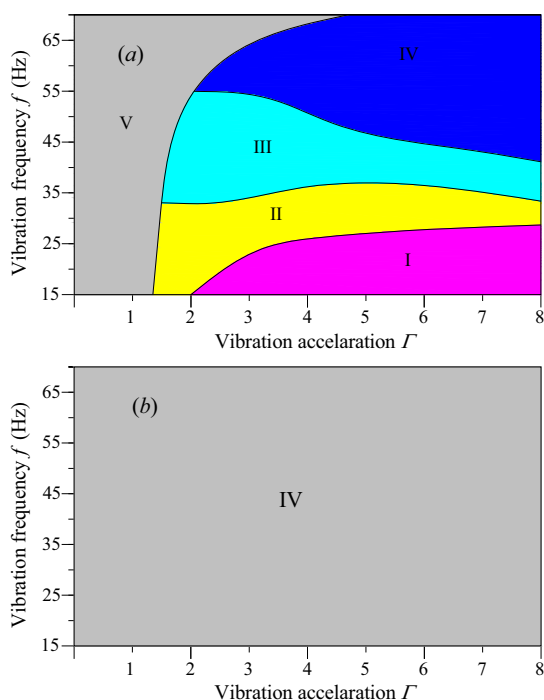 (a)
IV
V
III
II
I
Vibration frequency f (Hz)
65
55
45
35
25
15
1 2 3 4 5 6 7 8
Vibration accelaration Γ
(b)
IV
Vibration frequency f (Hz)
65
55
45
35
25
15
1 2 3 4 5 6 7 8
Vibration accelaration Γ